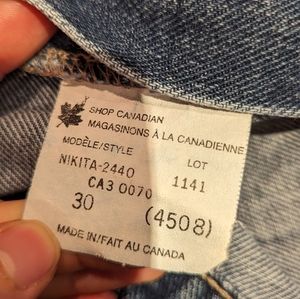 SHOP CANADIAN
MAGASINONS À LA CANADIENNE
MODÈLE/STYLE LOT
NIKITA-2440 1141
CA3 0070
30 (4508)
MADE IN/FAIT AU CANADA